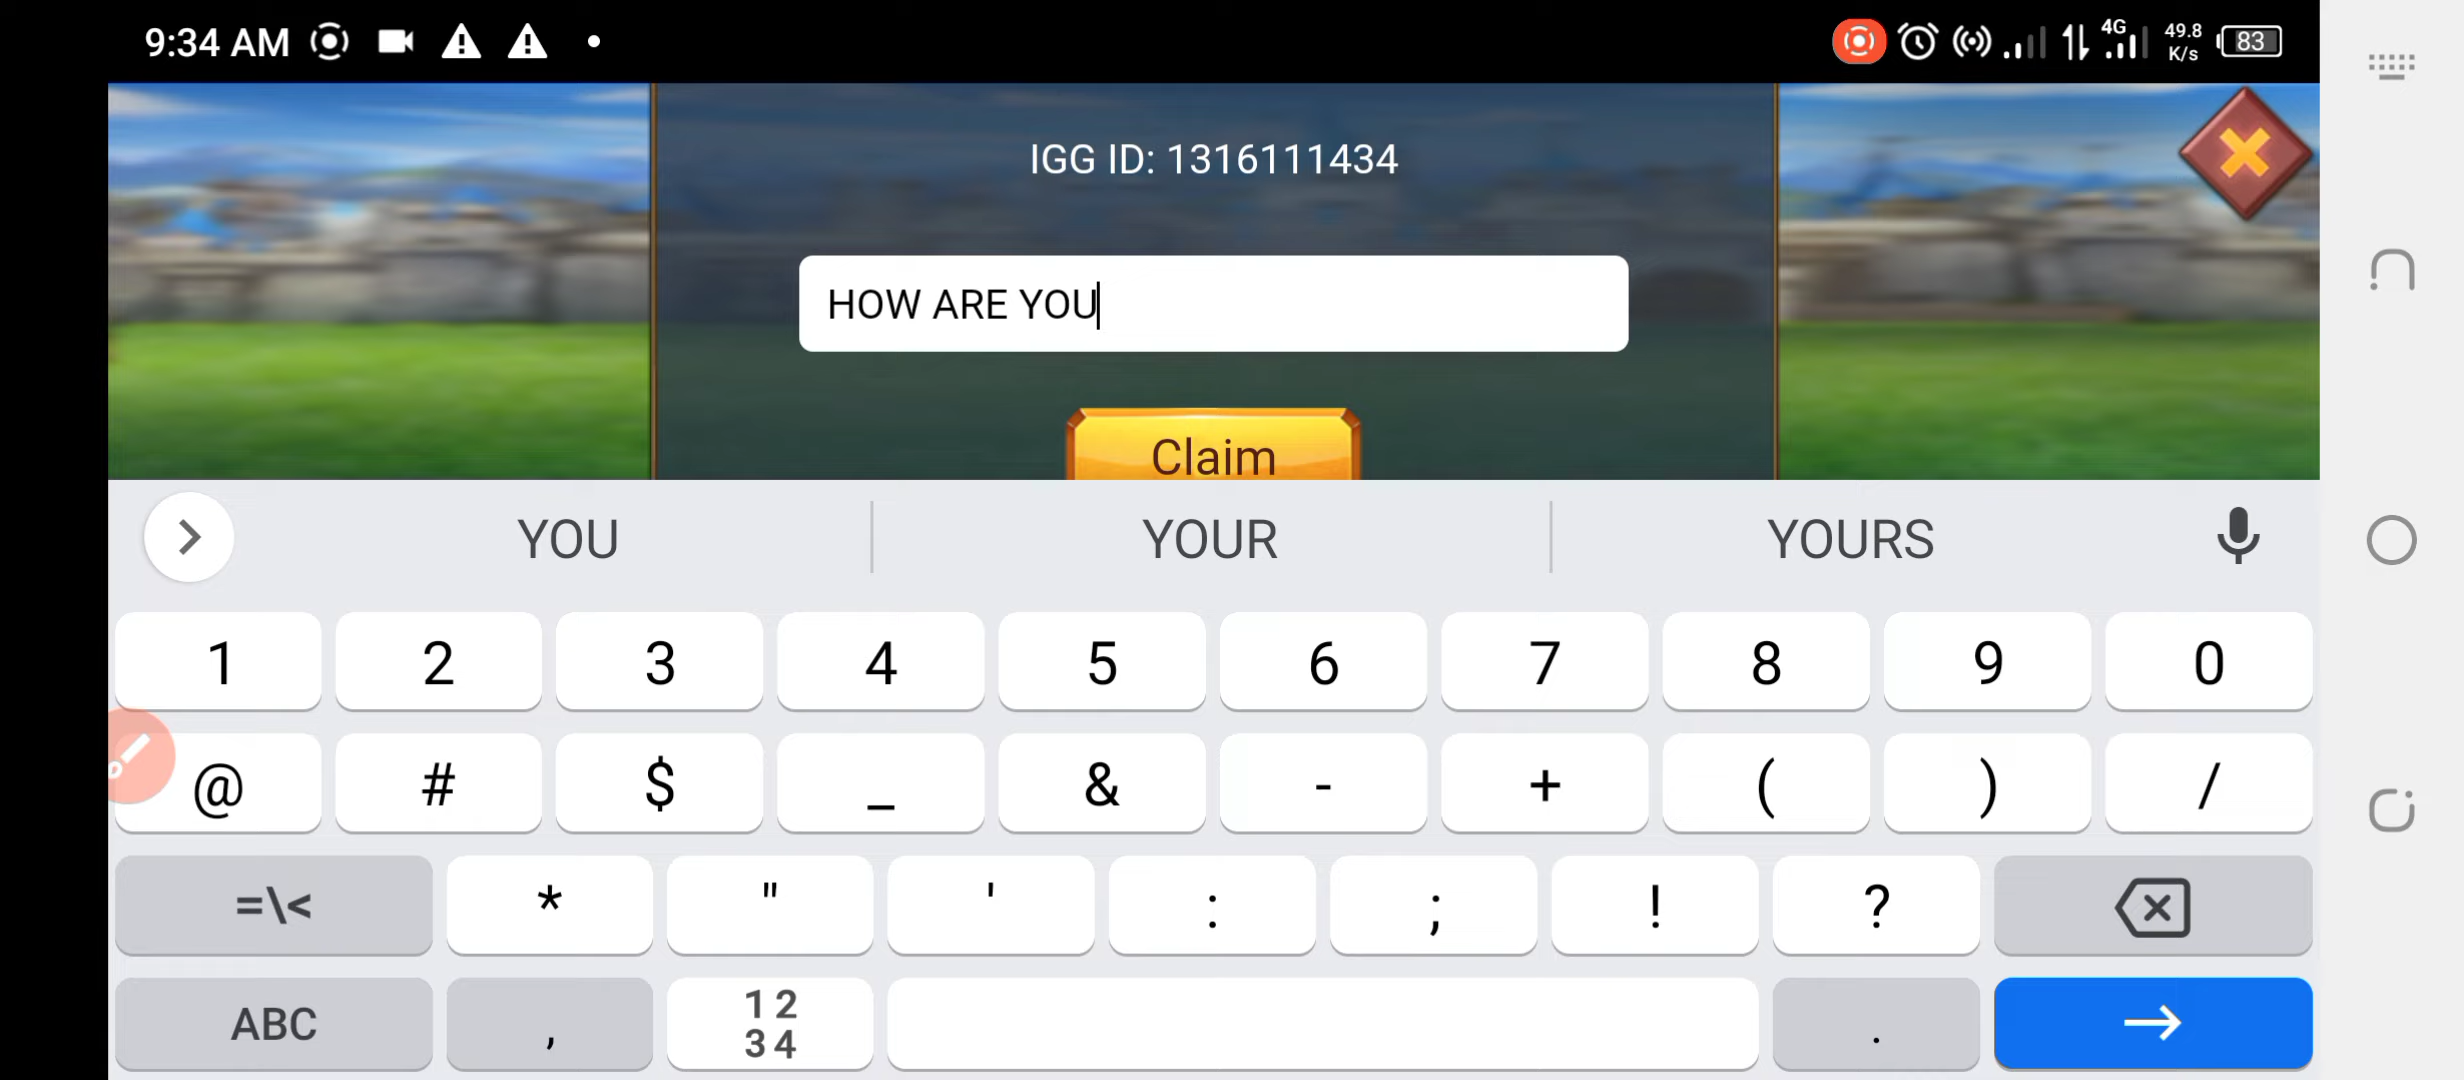 9:34 AM 4G 49.8 K/s 83
IGG ID: 1316111434
HOW ARE YOU
Claim
YOU YOUR YOURS
1 2 3 4 5 6 7 8 9 0
@ # $ _ & - + ( ) /
=\< * " ' : ; ! ?
ABC , 1 2 3 4 .